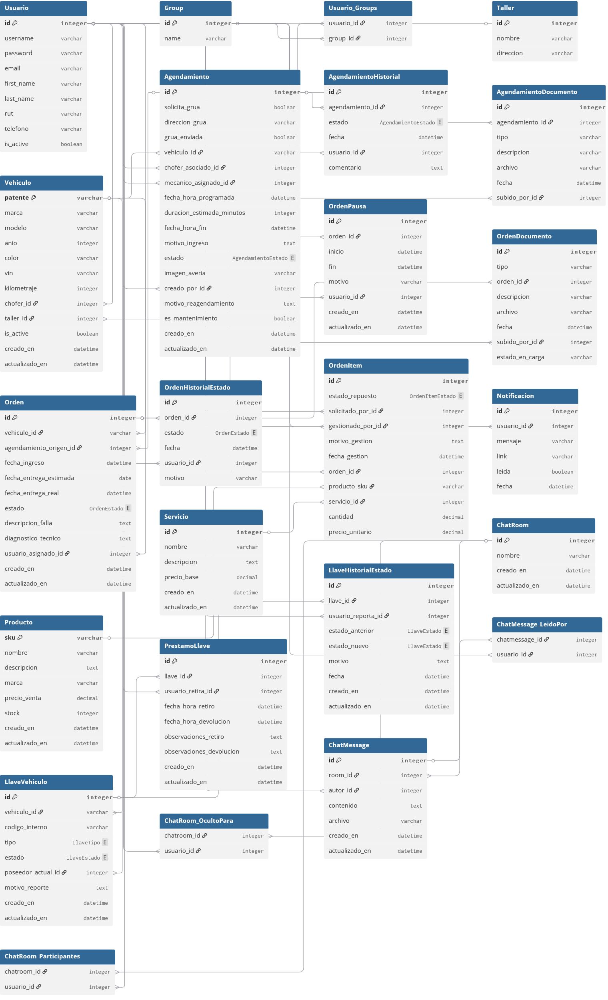 Usuario
id integer
username varchar
password varchar
email varchar
first_name varchar
last_name varchar
rut varchar
telefono varchar
is_active boolean
Vehiculo
patente varchar
marca varchar
modelo varchar
anio integer
color varchar
vin varchar
kilometraje integer
chofer_id integer
taller_id integer
is_active boolean
creado_en datetime
actualizado_en datetime
Orden
id integer
vehiculo_id varchar
agendamiento_origen_id integer
fecha_ingreso datetime
fecha_entrega_estimada date
fecha_entrega_real datetime
estado OrdenEstado E
descripcion_falla text
diagnostico_tecnico text
usuario_asignado_id integer
creado_en datetime
actualizado_en datetime
Producto
sku varchar
nombre varchar
descripcion text
marca varchar
precio_venta decimal
stock integer
creado_en datetime
actualizado_en datetime
LlaveVehiculo
id integer
vehiculo_id varchar
codigo_interno varchar
tipo LlaveTipo E
estado LlaveEstado E
poseedor_actual_id integer
motivo_reporte text
creado_en datetime
actualizado_en datetime
ChatRoom_Participantes
chatroom_id integer
usuario_id integer
Group
id integer
name varchar
Agendamiento
id integer
solicita_grua boolean
direccion_grua varchar
grua_enviada boolean
vehiculo_id varchar
chofer_asociado_id integer
mecanico_asignado_id integer
fecha_hora_programada datetime
duracion_estimada_minutos integer
fecha_hora_fin datetime
motivo_ingreso text
estado AgendamientoEstado E
imagen_averia varchar
creado_por_id integer
motivo_reagendamiento text
es_mantenimiento boolean
creado_en datetime
actualizado_en datetime
OrdenHistorialEstado
id integer
orden_id integer
estado OrdenEstado E
fecha datetime
usuario_id integer
motivo varchar
Servicio
id integer
nombre varchar
descripcion text
precio_base decimal
creado_en datetime
actualizado_en datetime
PrestamoLlave
id integer
llave_id integer
usuario_retira_id integer
fecha_hora_retiro datetime
fecha_hora_devolucion datetime
observaciones_retiro text
observaciones_devolucion text
creado_en datetime
actualizado_en datetime
ChatRoom_OcultoPara
chatroom_id integer
usuario_id integer
Usuario_Groups
usuario_id integer
group_id integer
AgendamientoHistorial
id integer
agendamiento_id integer
estado AgendamientoEstado E
fecha datetime
usuario_id integer
comentario text
OrdenPausa
id integer
orden_id integer
inicio datetime
fin datetime
motivo varchar
usuario_id integer
creado_en datetime
actualizado_en datetime
OrdenItem
id integer
estado_repuesto OrdenItemEstado E
solicitado_por_id integer
gestionado_por_id integer
motivo_gestion text
fecha_gestion datetime
orden_id integer
producto_sku varchar
servicio_id integer
cantidad decimal
precio_unitario decimal
LlaveHistorialEstado
id integer
llave_id integer
usuario_reporta_id integer
estado_anterior LlaveEstado E
estado_nuevo LlaveEstado E
motivo text
fecha datetime
creado_en datetime
actualizado_en datetime
ChatMessage
id integer
room_id integer
autor_id integer
contenido text
archivo varchar
creado_en datetime
actualizado_en datetime
Taller
id integer
nombre varchar
direccion varchar
AgendamientoDocumento
id integer
agendamiento_id integer
tipo varchar
descripcion varchar
archivo varchar
fecha datetime
subido_por_id integer
OrdenDocumento
id integer
tipo varchar
orden_id integer
descripcion varchar
archivo varchar
fecha datetime
subido_por_id integer
estado_en_carga varchar
Notificacion
id integer
usuario_id integer
mensaje varchar
link varchar
leida boolean
fecha datetime
ChatRoom
id integer
nombre varchar
creado_en datetime
actualizado_en datetime
ChatMessage_LeidoPor
chatmessage_id integer
usuario_id integer